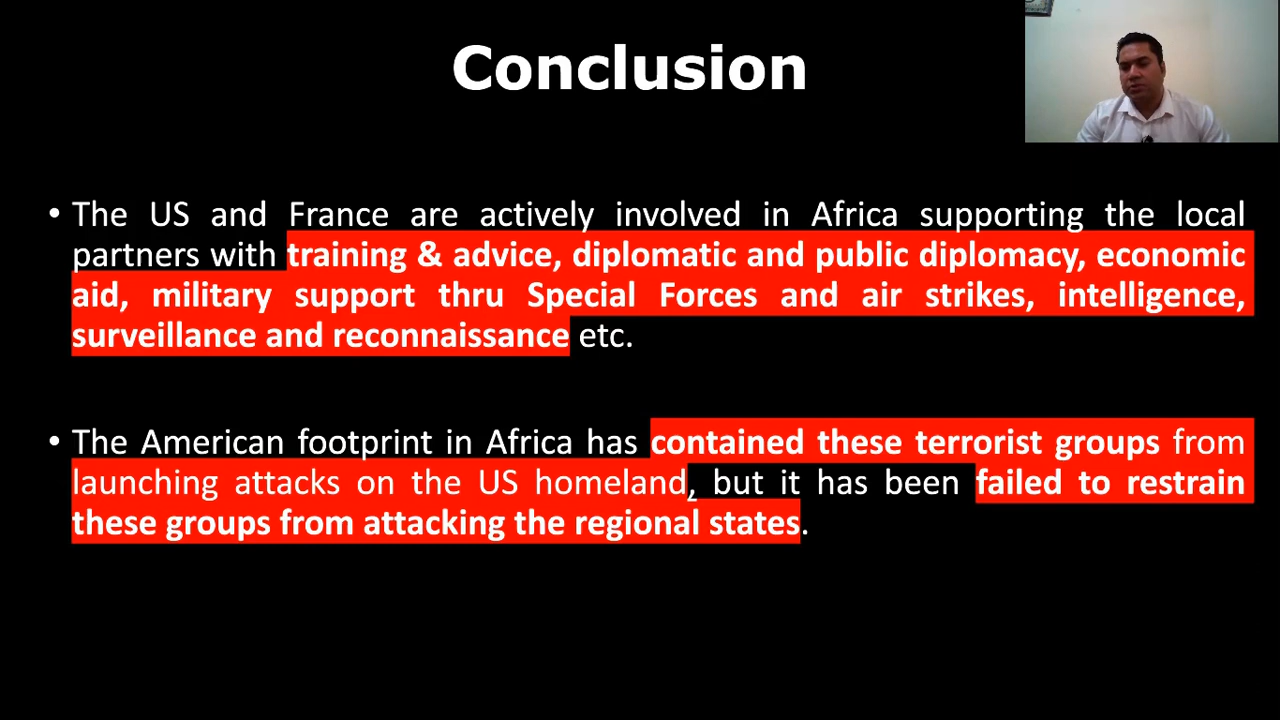 Conclusion
• The US and France are actively involved in Africa supporting the local
partners with training & advice, diplomatic and public diplomacy, economic
aid, military support thru Special Forces and air strikes, intelligence,
surveillance and reconnaissance etc.
• The American footprint in Africa has contained these terrorist groups from
launching attacks on the US homeland, but it has been failed to restrain
these groups from attacking the regional states.